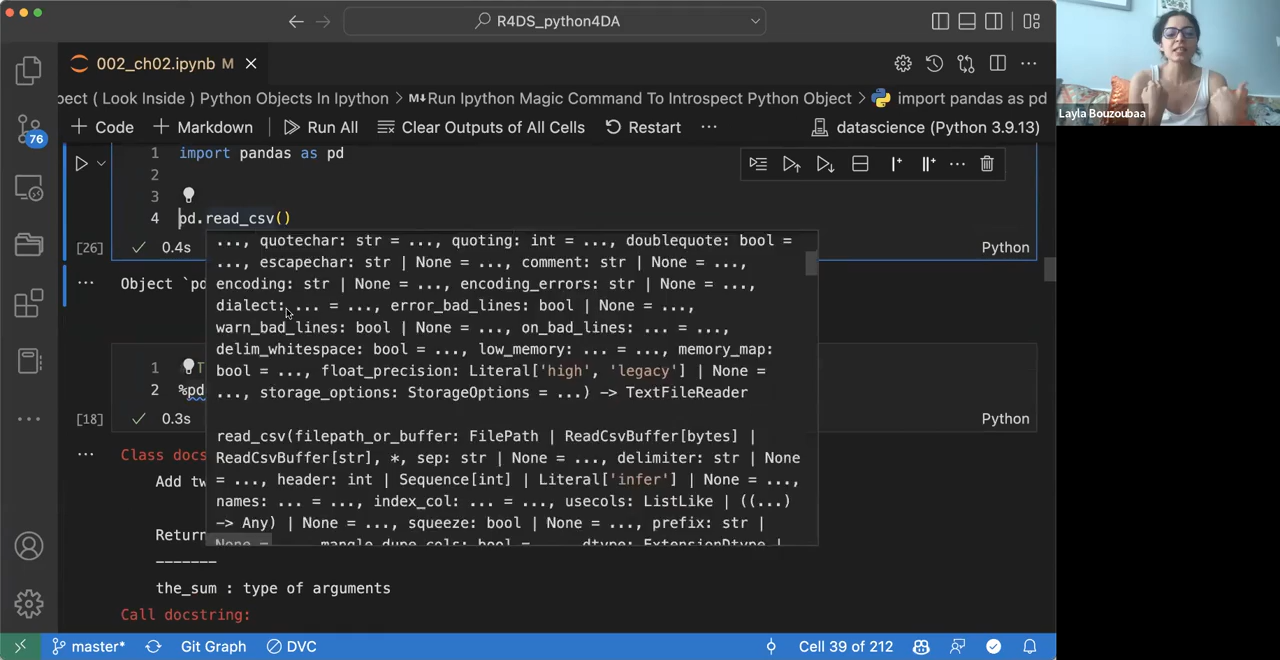 R4DS_python4DA
Layla Bouzoubaa
002_ch02.ipynb M
pect ( Look Inside ) Python Objects In Ipython > M↓Run Ipython Magic Command To Introspect Python Object > import pandas as pd
+ Code + Markdown Run All Clear Outputs of All Cells Restart ... datascience (Python 3.9.13)
76
1 import pandas as pd
2
3
4 pd.read_csv()
[26] 0.4s Python
..., quotechar: str = ..., quoting: int = ..., doublequote: bool =
..., escapechar: str | None = ..., comment: str | None = ...,
encoding: str | None = ..., encoding_errors: str | None = ...,
... Object `pd
dialect: ... = ..., error_bad_lines: bool | None = ...,
warn_bad_lines: bool | None = ..., on_bad_lines: ... = ...,
delim_whitespace: bool = ..., low_memory: ... = ..., memory_map:
1 T
bool = ..., float_precision: Literal['high', 'legacy'] | None =
2 %pd
..., storage_options: StorageOptions = ...) -> TextFileReader
[18] 0.3s Python
read_csv(filepath_or_buffer: FilePath | ReadCsvBuffer[bytes] |
... Class docs
ReadCsvBuffer[str], *, sep: str | None = ..., delimiter: str | None
Add tw
= ..., header: int | Sequence[int] | Literal['infer'] | None = ...,
names: ... = ..., index_col: ... = ..., usecols: ListLike | ((...)
-> Any) | None = ..., squeeze: bool | None = ..., prefix: str |
Return
None = ..., mangle_dupe_cols: bool = ..., dtype: ExtensionDtype |
-------
the_sum : type of arguments
Call docstring:
master* Git Graph DVC Cell 39 of 212